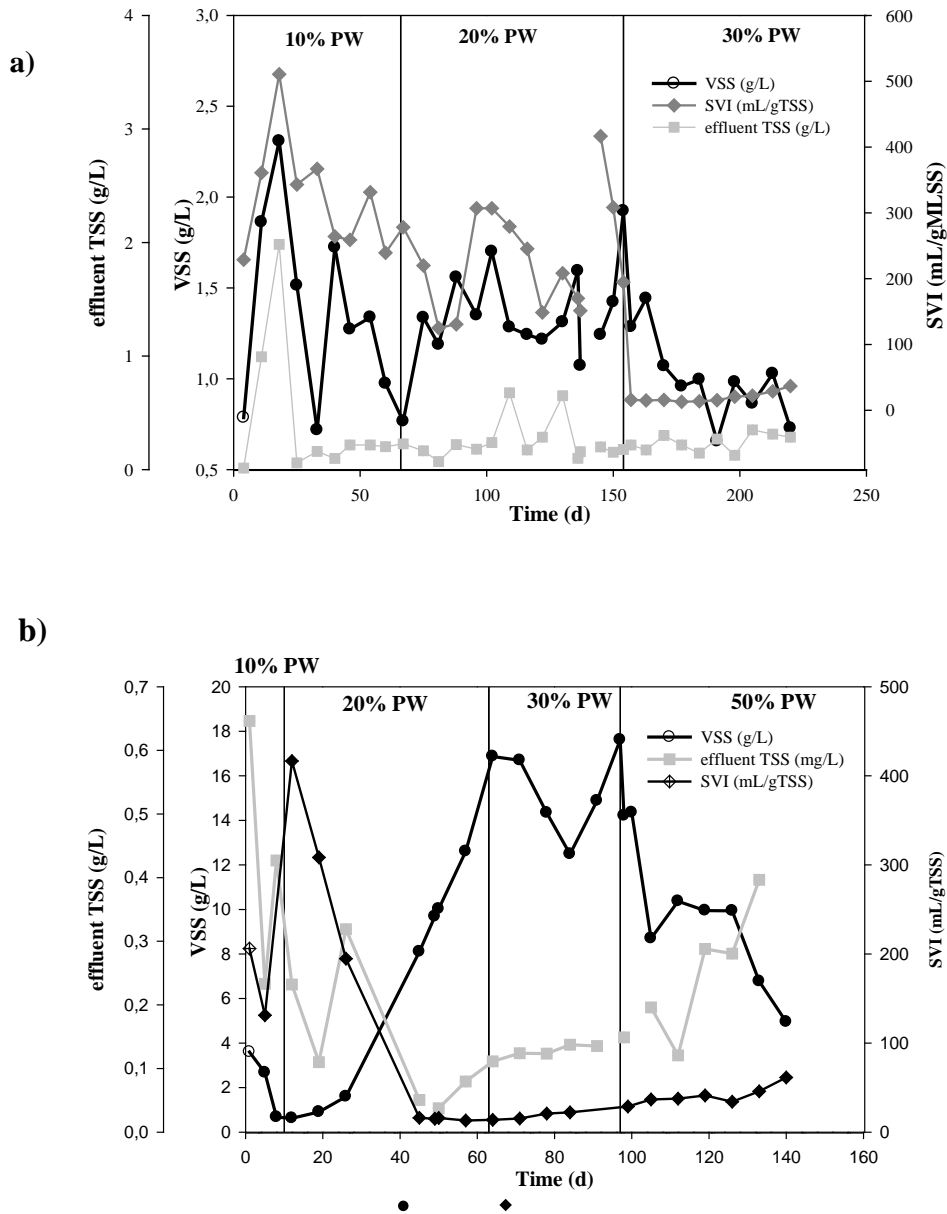 a)
10% PW
20% PW
30% PW
VSS (g/L)
SVI (mL/gTSS)
effluent TSS (g/L)
effluent TSS (g/L)
4
3
2
1
0
VSS (g/L)
3,0
2,5
2,0
1,5
1,0
0,5
SVI (mL/gMLSS)
600
500
400
300
200
100
0
0 50 100 150 200 250
Time (d)
b)
10% PW
20% PW
30% PW
50% PW
VSS (g/L)
effluent TSS (mg/L)
SVI (mL/gTSS)
effluent TSS (g/L)
0,7
0,6
0,5
0,4
0,3
0,2
0,1
0,0
VSS (g/L)
20
18
16
14
12
10
8
6
4
2
0
SVI (mL/gTSS)
500
400
300
200
100
0
0 20 40 60 80 100 120 140 160
Time (d)